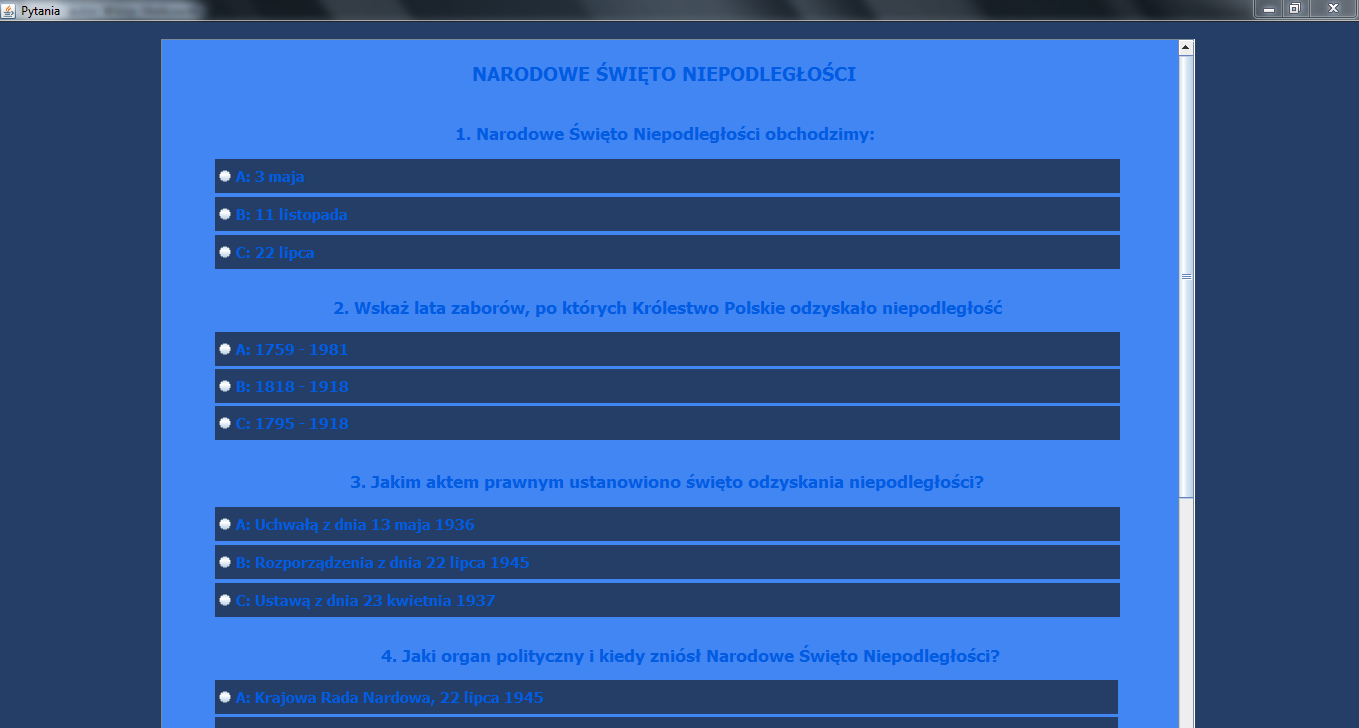 Pytania
NARODOWE ŚWIĘTO NIEPODLEGŁOŚCI
1. Narodowe Święto Niepodległości obchodzimy:
A: 3 maja
B: 11 listopada
C: 22 lipca
2. Wskaż lata zaborów, po których Królestwo Polskie odzyskało niepodległość
A: 1759 - 1981
B: 1818 - 1918
C: 1795 - 1918
3. Jakim aktem prawnym ustanowiono święto odzyskania niepodległości?
A: Uchwałą z dnia 13 maja 1936
B: Rozporządzenia z dnia 22 lipca 1945
C: Ustawą z dnia 23 kwietnia 1937
4. Jaki organ polityczny i kiedy zniósł Narodowe Święto Niepodległości?
A: Krajowa Rada Nardowa, 22 lipca 1945